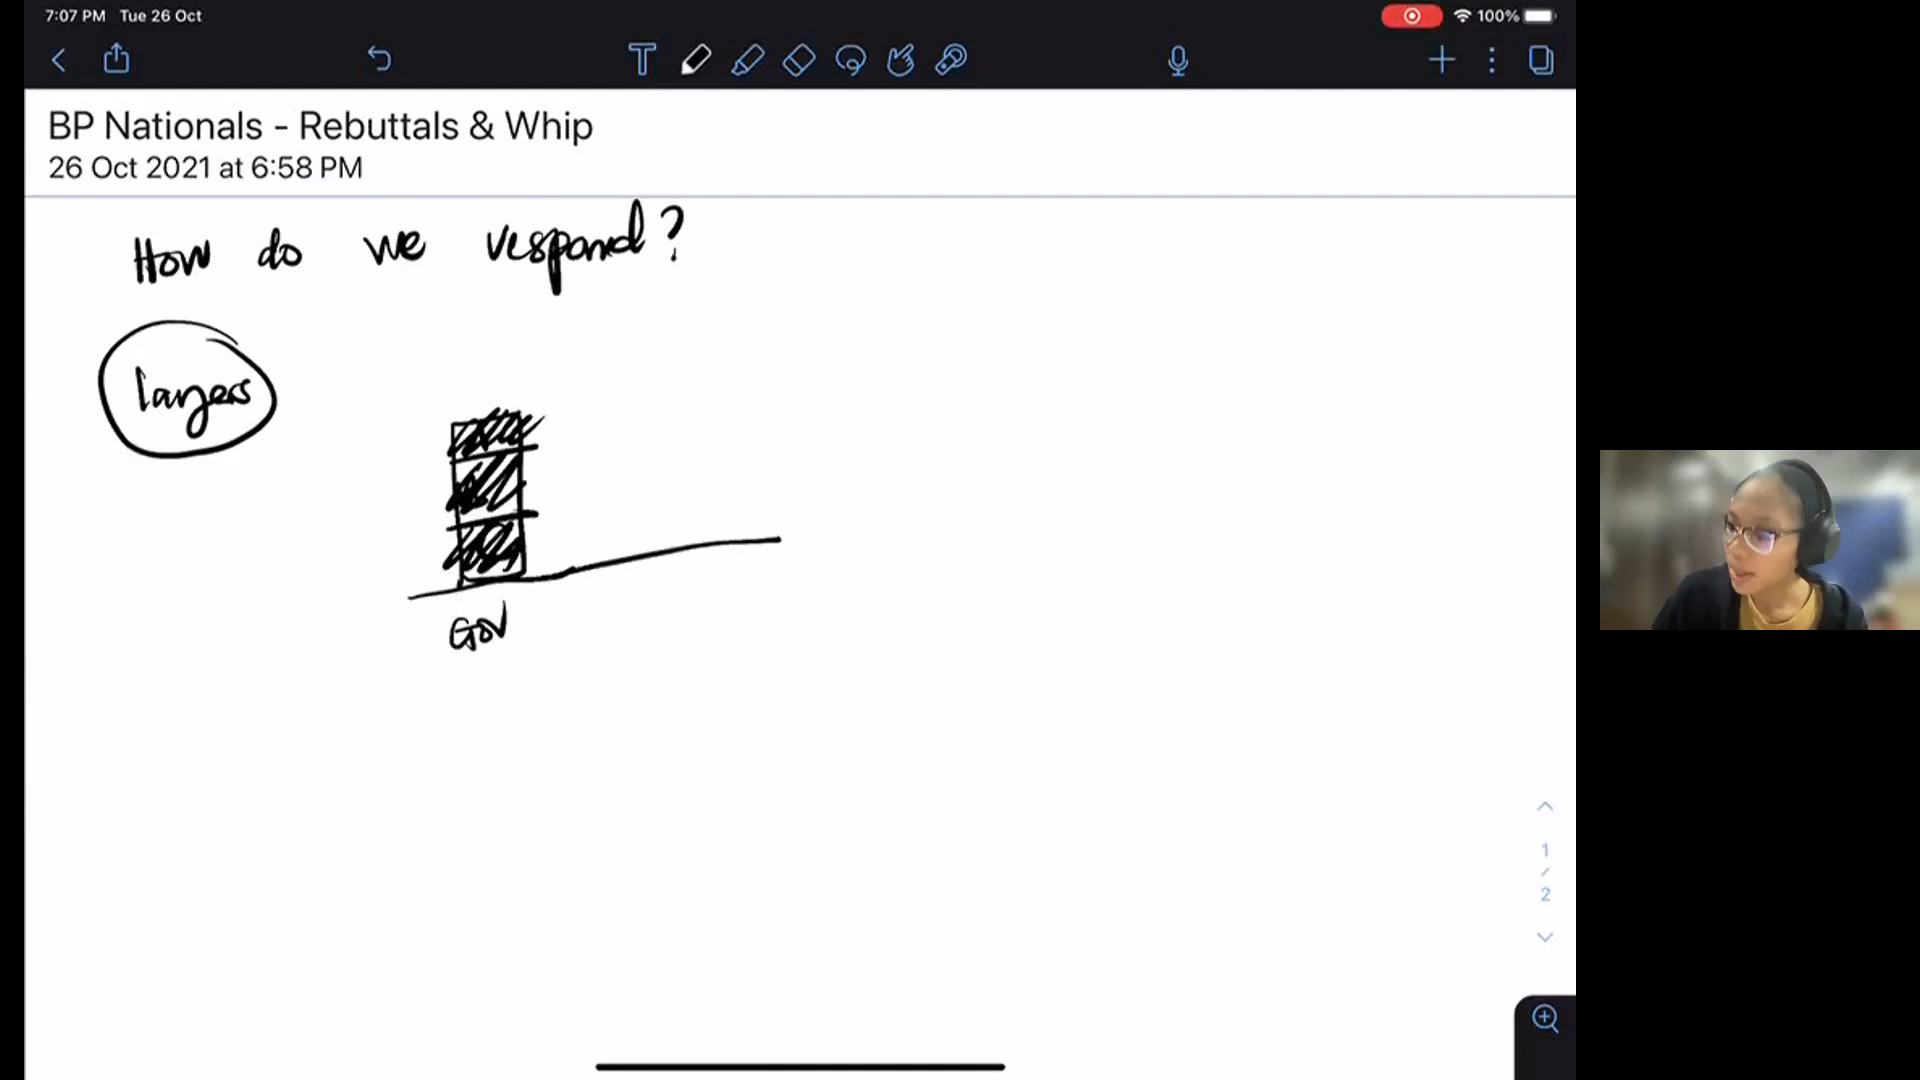 7:07 PM Tue 26 Oct
100%
BP Nationals - Rebuttals & Whip
26 Oct 2021 at 6:58 PM
How do we respond?
layers
GOV
1
/
2